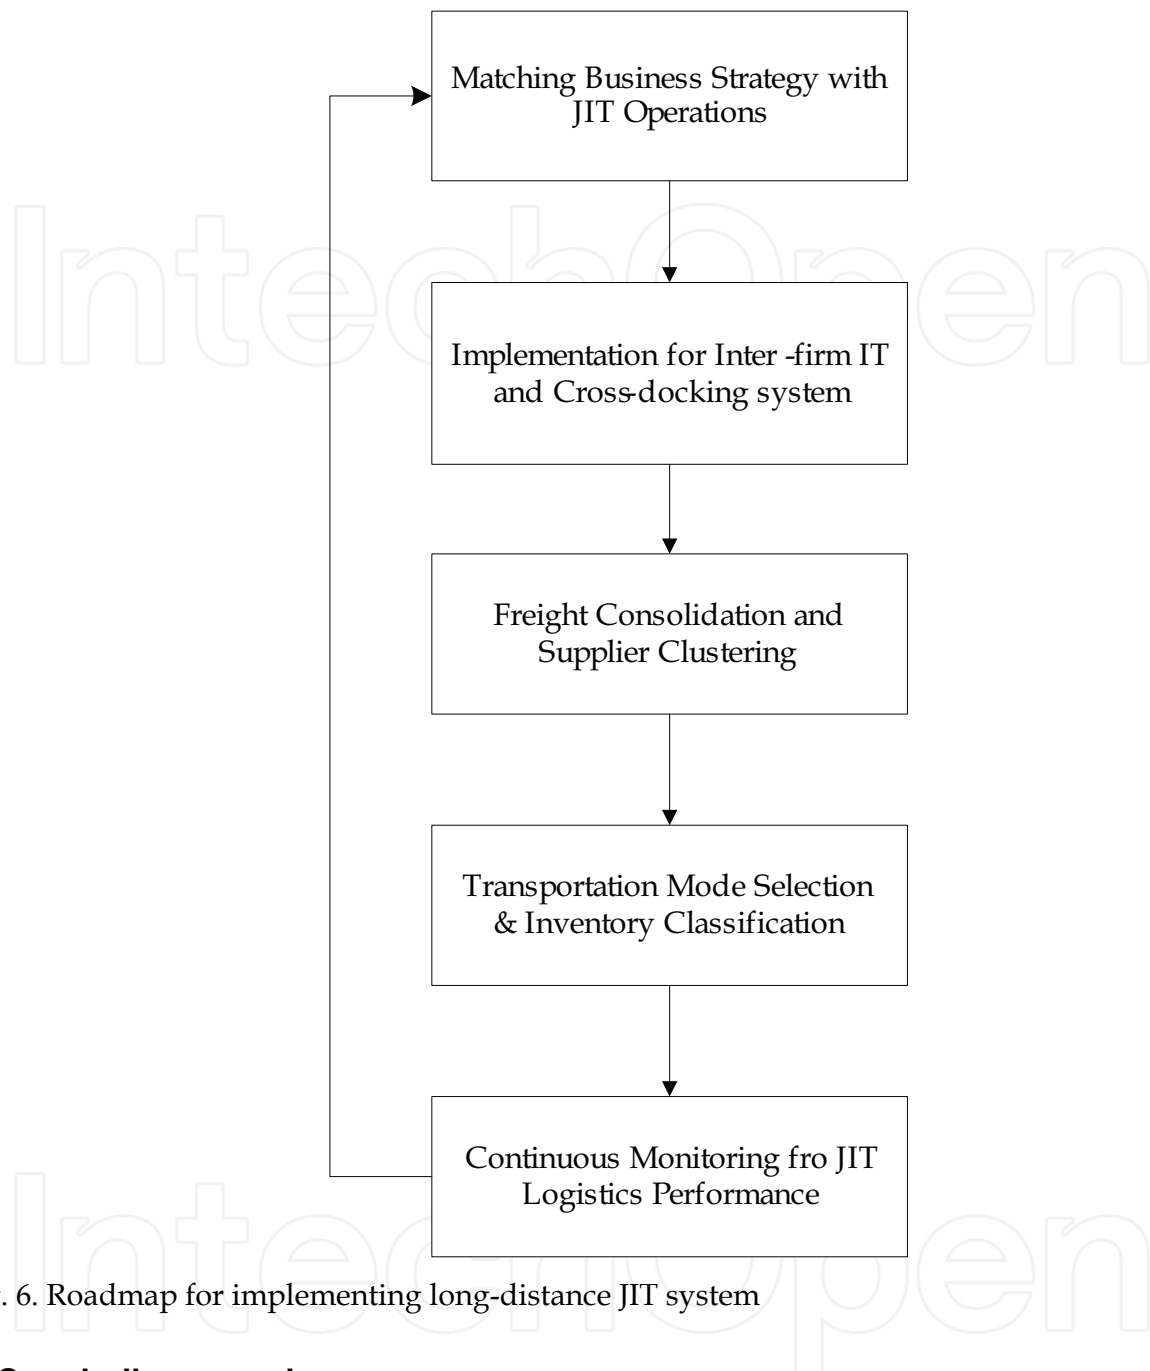 Matching Business Strategy with
JIT Operations
Implementation for Inter -firm IT
and Cross-docking system
Freight Consolidation and
Supplier Clustering
Transportation Mode Selection
& Inventory Classification
Continuous Monitoring fro JIT
Logistics Performance
. 6. Roadmap for implementing long-distance JIT system
IntechOpen
IntechOpen